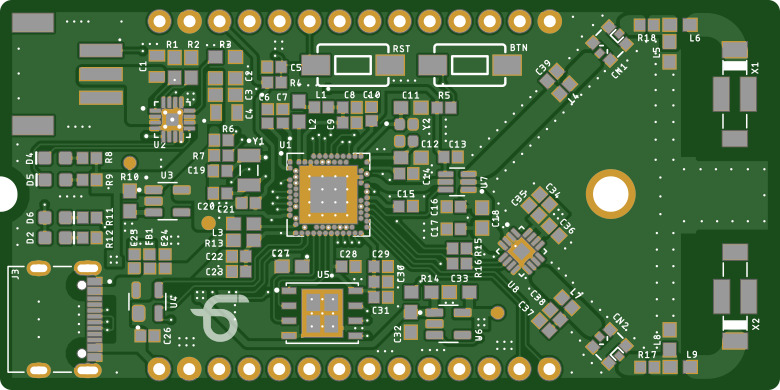 R1 R2 R3
RST
BTN
R18
L6
L5
X1
CN1
C1
C2
C5
R4
C39
L4
C3
C6 C7
L1
C8 C10
C11
R5
C4
L2
C9
Y2
U2
R6
Y1
U1
C12
C13
D4
R8
R7
D5
R9
R10
U3
C19
C14
U7
C35
C34
C20
C21
C15
C16
C18
C36
D6
R11
L3
C17
D2
R12
C25
FB1
C24
R13
R15
C22
C27
C28
C29
R16
J3
C23
U5
C30
R14
C33
U8
L7
U4
C31
C38
C37
CN2
X2
C26
C32
U6
L8
R17
L9